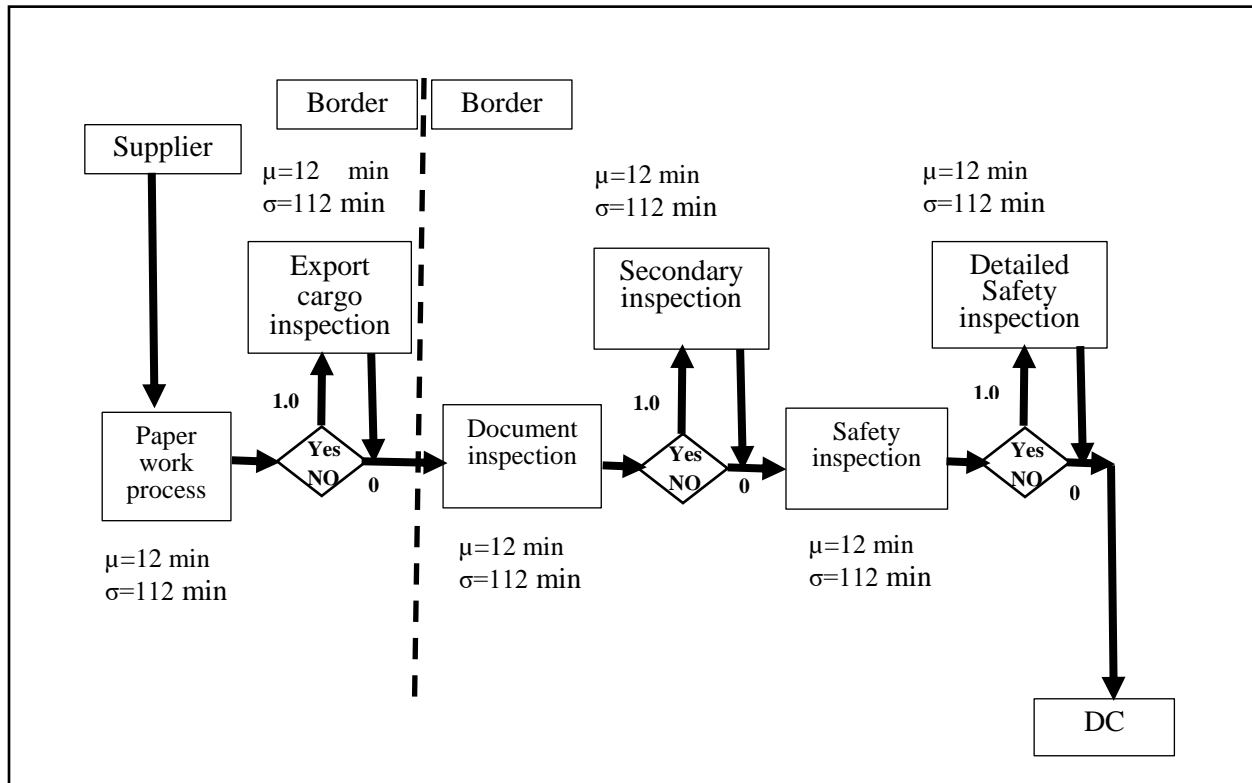 Border
Border
Supplier
µ=12 min
σ=112 min
µ=12 min
σ=112 min
µ=12 min
σ=112 min
Export
cargo
inspection
Secondary
inspection
Detailed
Safety
inspection
1.0
1.0
1.0
Paper
work
process
Yes
NO
0
Document
inspection
Yes
NO
0
Safety
inspection
Yes
NO
0
µ=12 min
σ=112 min
µ=12 min
σ=112 min
µ=12 min
σ=112 min
DC